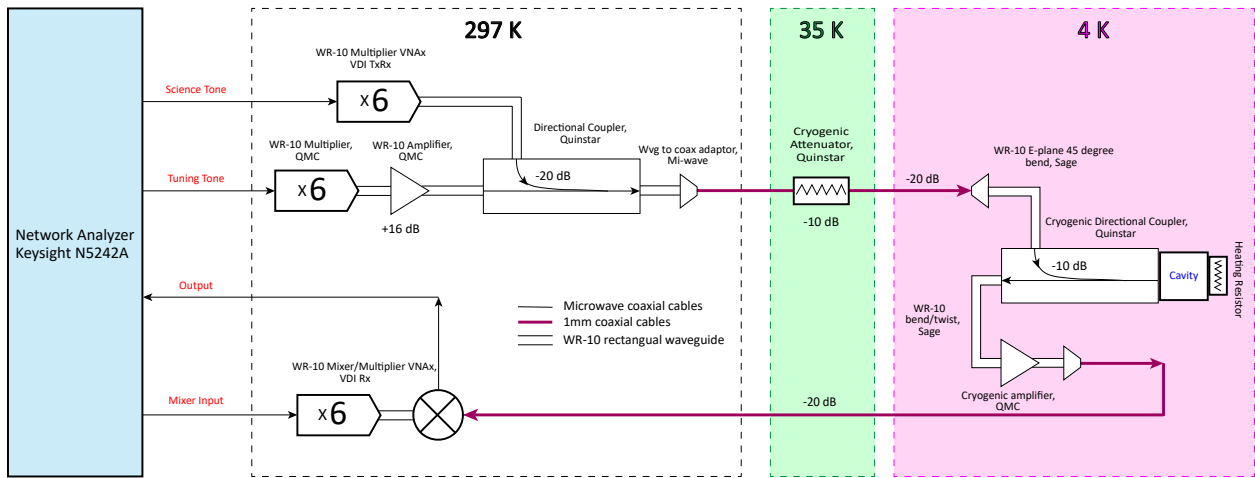 297 K
35 K
4 K
WR-10 Multiplier VNAx
VDI TxRx
Science Tone
x6
Directional Coupler,
Quinstar
WR-10 Multiplier,
QMC
WR-10 Amplifier,
QMC
Wvg to coax adaptor,
Mi-wave
Cryogenic
Attenuator,
Quinstar
WR-10 E-plane 45 degree
bend, Sage
Tuning Tone
x6
-20 dB
-20 dB
+16 dB
-10 dB
Network Analyzer
Keysight N5242A
Cryogenic Directional Coupler,
Quinstar
-10 dB
Cavity
Heating Resistor
Output
Microwave coaxial cables
1mm coaxial cables
WR-10 rectangual waveguide
WR-10
bend/twist,
Sage
WR-10 Mixer/Multiplier VNAx,
VDI Rx
Mixer Input
x6
-20 dB
Cryogenic amplifier,
QMC